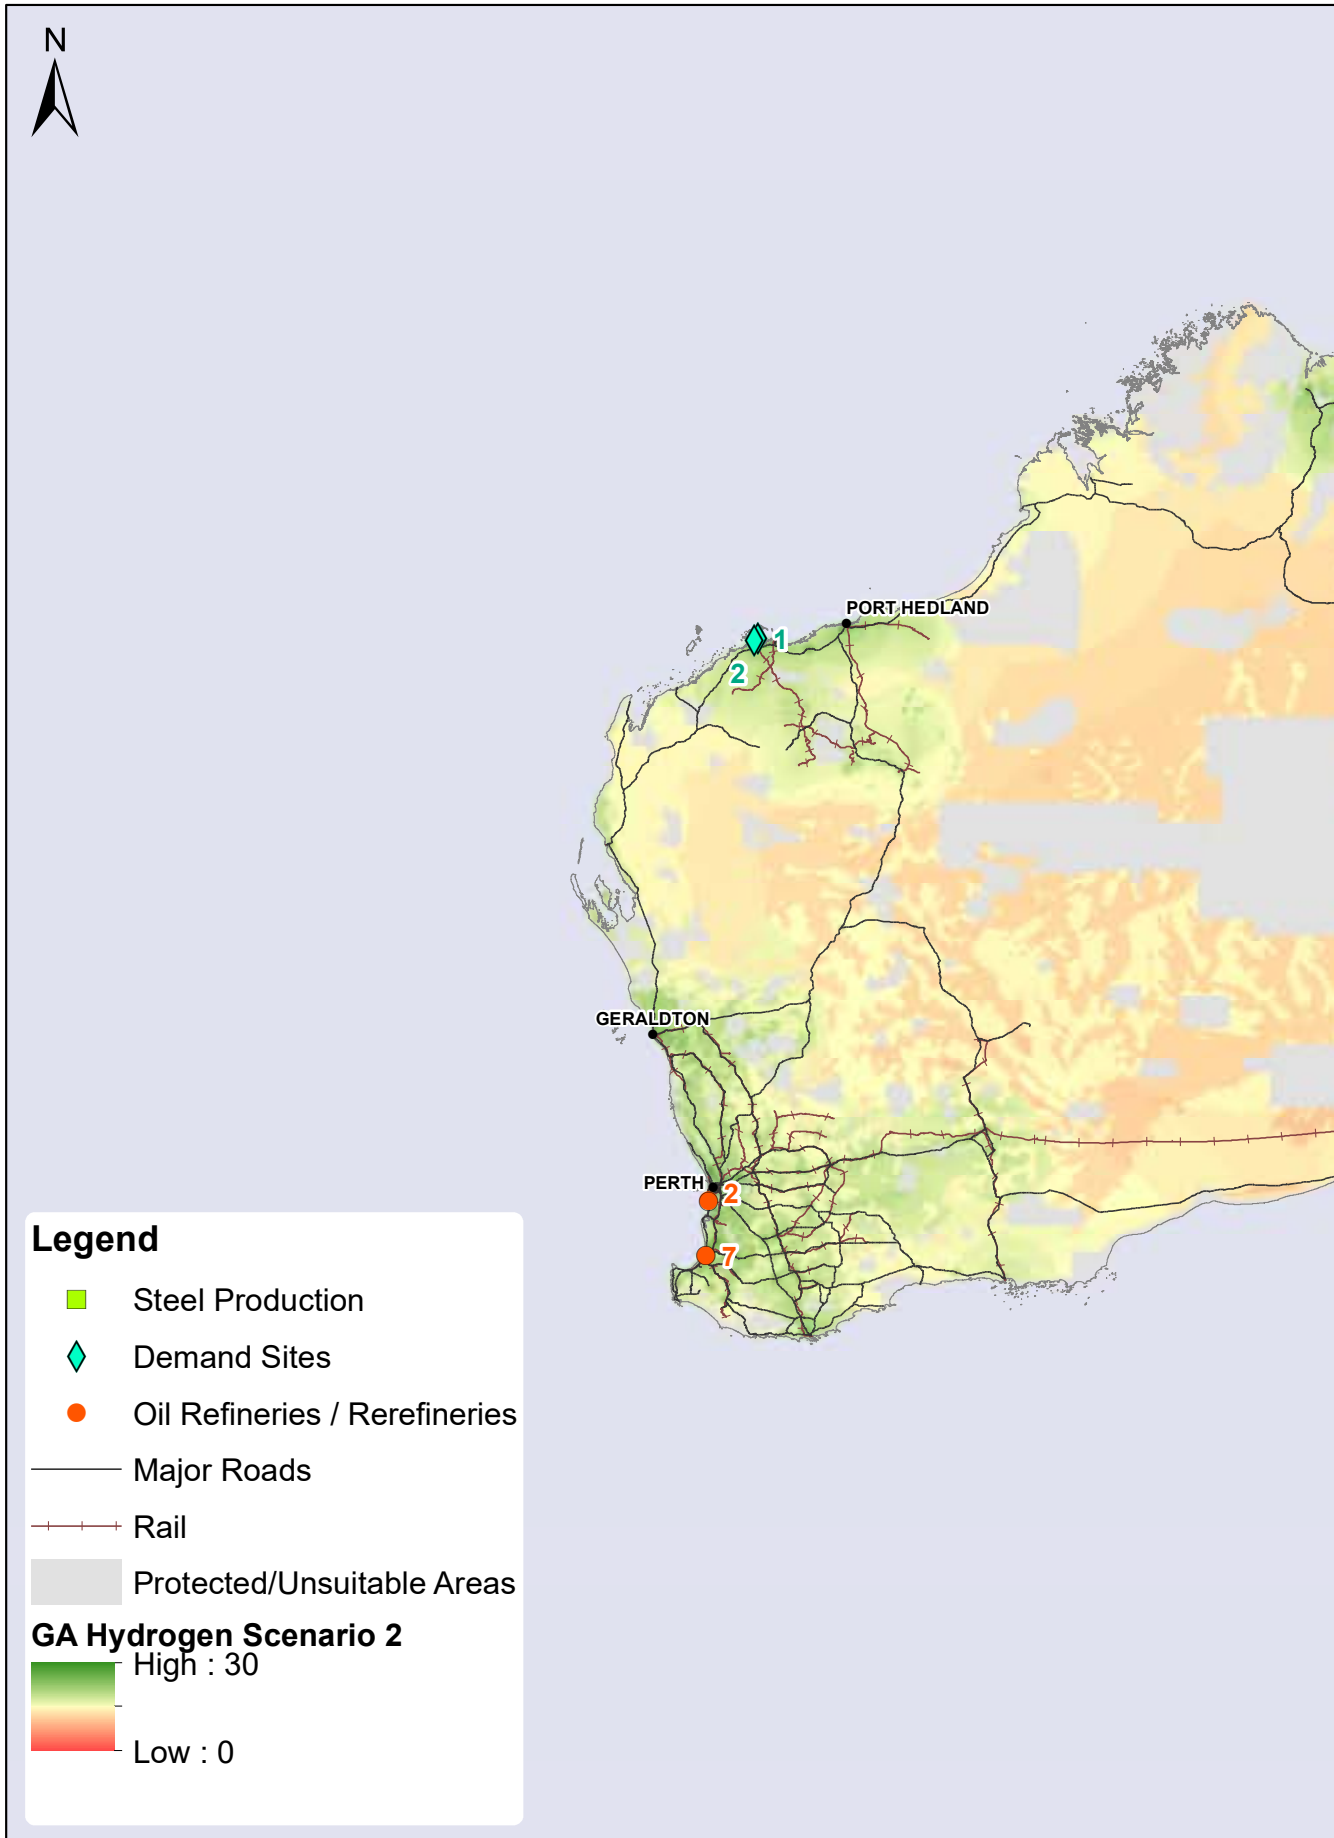 N
PORT HEDLAND
1
2
GERALDTON
PERTH
2
7
Legend
Steel Production
Demand Sites
Oil Refineries / Rerefineries
Major Roads
Rail
Protected/Unsuitable Areas
GA Hydrogen Scenario 2
High : 30
Low : 0